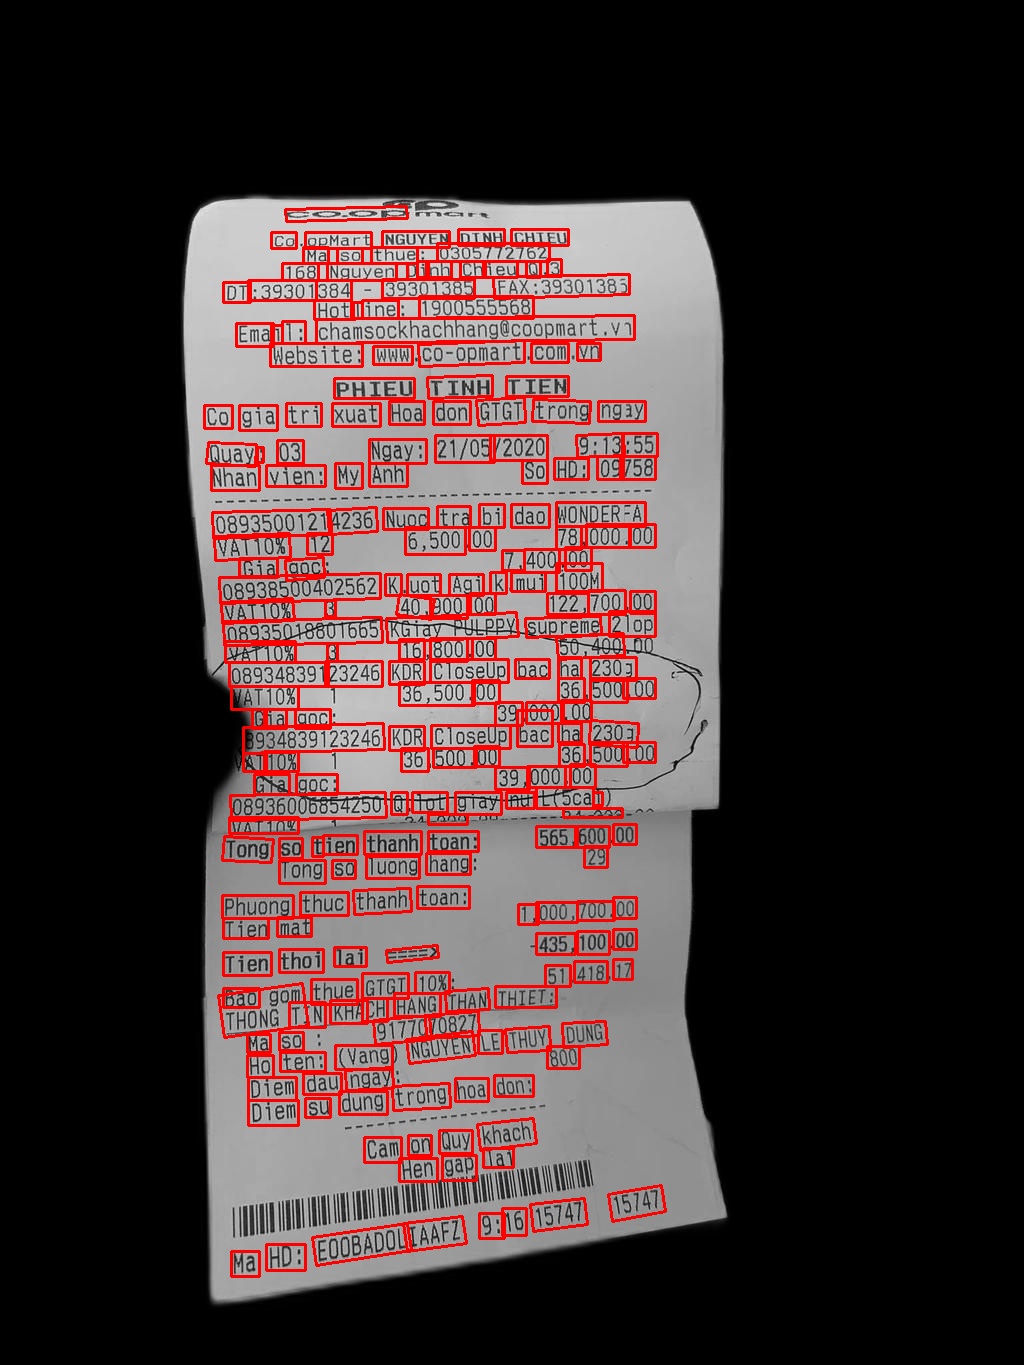 co.opmart
Co.opMart NGUYEN DINH CHIEU
Ma so thue: 0305772762
168 Nguyen Dinh Chieu Q.3
DT:39301384 - 39301385 FAX:39301385
Hotline: 1900555568
Email: chamsockhachhang@coopmart.vn
Website: www.co-opmart.com.vn
PHIEU TINH TIEN
Co gia tri xuat Hoa don GTGT trong ngay
Quay: 03 Ngay: 21/05/2020 9:13:55
Nhan vien: My Anh So HD: 09758
08935001214236 Nuoc tra bi dao WONDERFA
VAT10% 12 6,500.00 78,000.00
Gia goc: 7,400.00
08938500402562 K.uot Agi k mui 100M
VAT10% 3 40,900.00 122,700.00
08935018801665 KGiay PULPPY supreme 2lop
VAT10% 3 16,800.00 50,400.00
08934839123246 KDR CloseUp bac ha 230g
VAT10% 1 36,500.00 36,500.00
Gia goc: 39,000.00
8934839123246 KDR CloseUp bac ha 230g
VAT10% 1 36,500.00 36,500.00
Gia goc: 39,000.00
08936006854250 Q.lot giay nu t(5cai)
VAT10% 1
Tong so tien thanh toan: 565,600.00
Tong so luong hang: 29
Phuong thuc thanh toan:
Tien mat 1,000,700.00
Tien thoi lai ====> -435,100.00
Bao gom thue GTGT 10%: 51,418.17
THONG TIN KHACH HANG THAN THIET:
Ma so : 9177070827
Ho ten: (Vang) NGUYEN LE THUY DUNG
Diem dau ngay: 800
Diem su dung trong hoa don:
Cam on Quy khach
Hen gap lai
Ma HD: EOOBADOLIAAFZ 9:16 15747 15747